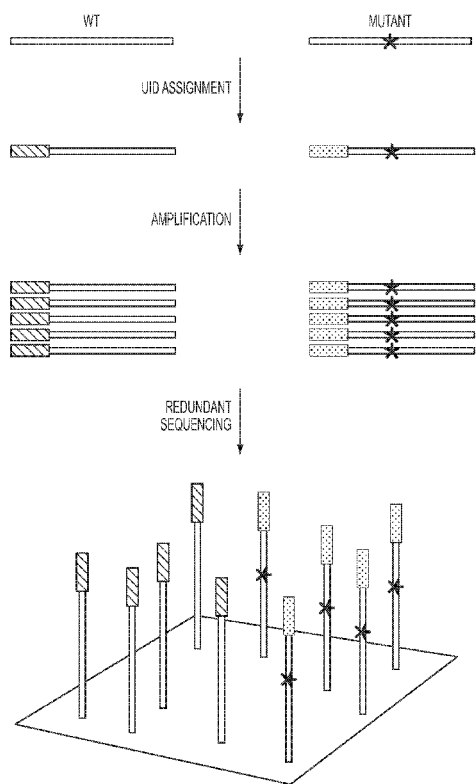 WT
MUTANT
UID ASSIGNMENT
AMPLIFICATION
REDUNDANT
SEQUENCING